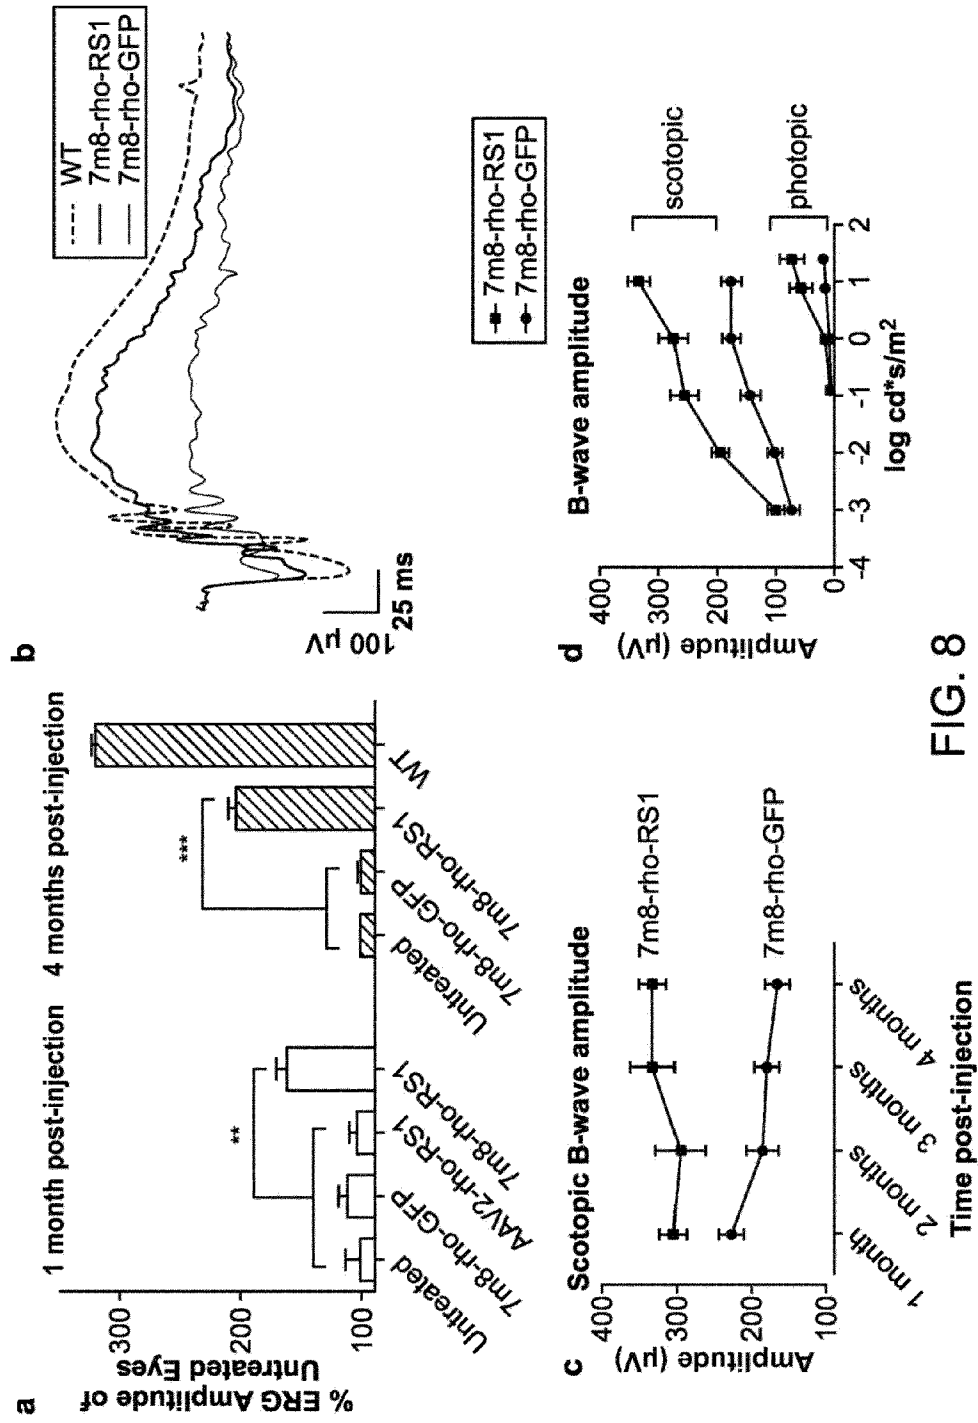 a
1 month post-injection
4 months post-injection
% ERG Amplitude of
Untreated Eyes
300
200
100
**
***
Untreated
7m8-rho-GFP
AAV2-rho-RS1
7m8-rho-RS1
Untreated
7m8-rho-GFP
7m8-rho-RS1
WT
b
WT
7m8-rho-RS1
7m8-rho-GFP
100 μV
25 ms
c
Scotopic B-wave amplitude
Amplitude (μV)
400
300
200
100
7m8-rho-RS1
7m8-rho-GFP
1 month
2 months
3 months
4 months
Time post-injection
d
B-wave amplitude
7m8-rho-RS1
7m8-rho-GFP
Amplitude (μV)
400
300
200
100
0
scotopic
photopic
-4
-3
-2
-1
0
1
2
log cd*s/m²
FIG. 8